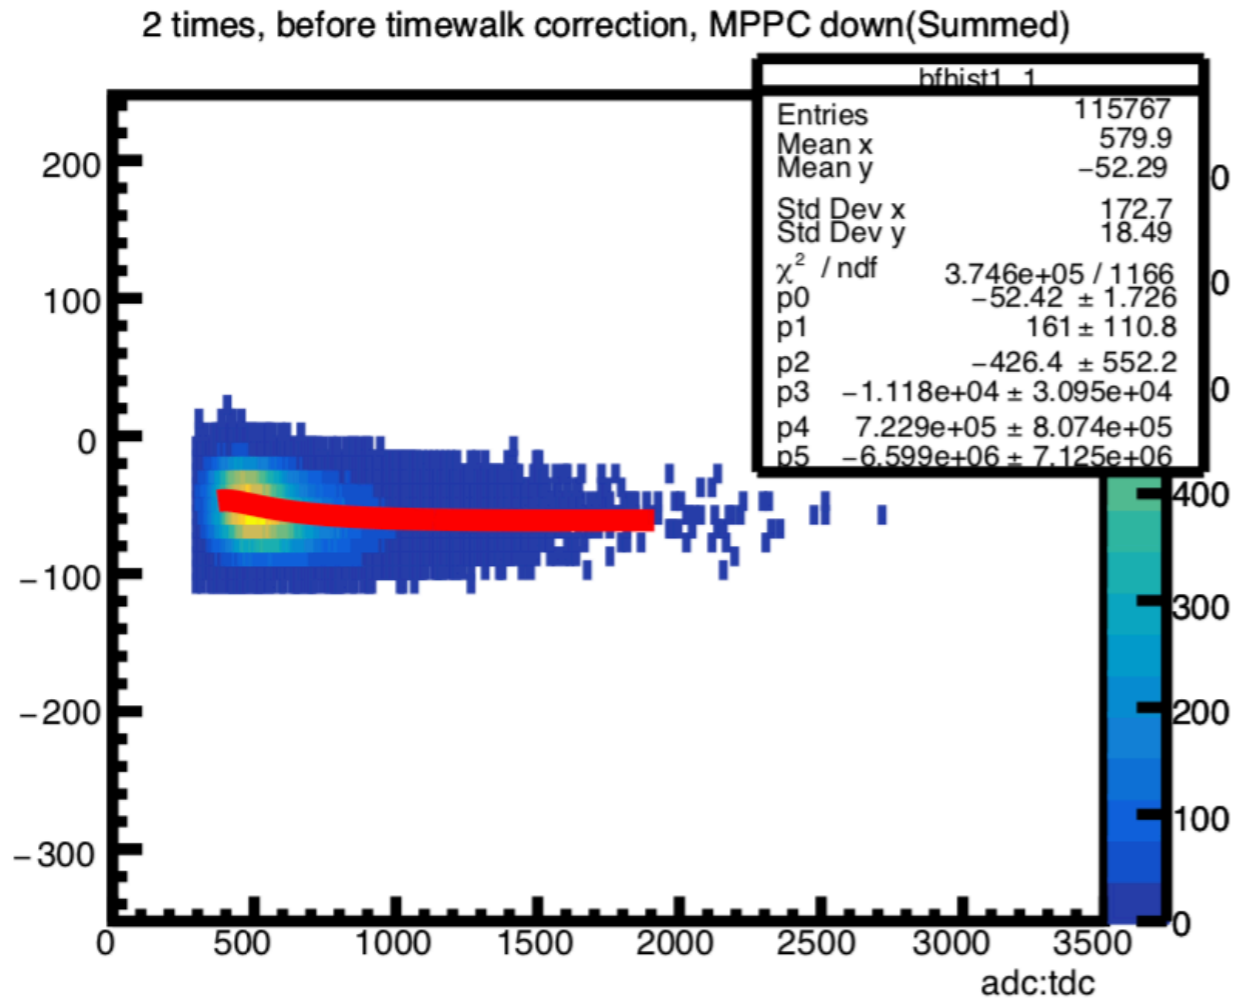 2 times, before timewalk correction, MPPC down(Summed)
bfhist1_1
Entries 115767
Mean x 579.9
Mean y −52.29
Std Dev x 172.7
Std Dev y 18.49
χ² / ndf 3.746e+05 / 1166
p0 −52.42 ± 1.726
p1 161 ± 110.8
p2 −426.4 ± 552.2
p3 −1.118e+04 ± 3.095e+04
p4 7.229e+05 ± 8.074e+05
p5 −6.599e+06 ± 7.125e+06
200
100
0
−100
−200
−300
0 500 1000 1500 2000 2500 3000 3500
adc:tdc
0
0
0
400
300
200
100
0